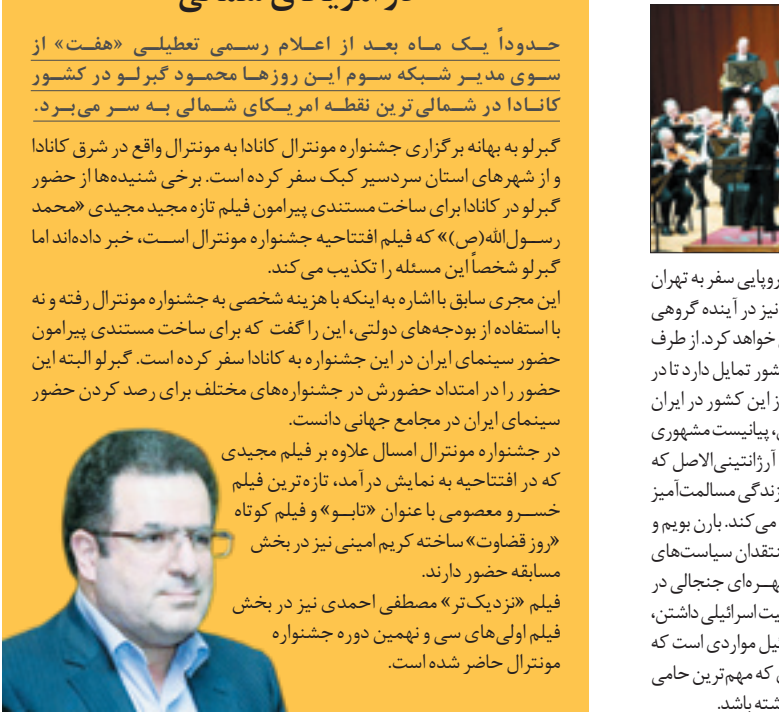 در امریکای شمالی
حدوداً یک ماه بعد از اعلام رسمی تعطیلی «هفت» از
سوی مدیر شبکه سوم این روزها محمود گبرلو در کشور
کانادا در شمالی‌ترین نقطه امریکای شمالی به سر می‌برد.
گبرلو به بهانه برگزاری جشنواره مونترال کانادا به مونترال واقع در شرق کانادا
و از شهرهای استان سردسیر کبک سفر کرده است. برخی شنیده‌ها از حضور
گبرلو در کانادا برای ساخت مستندی پیرامون فیلم تازه مجید مجیدی «محمد
رسول‌الله(ص)» که فیلم افتتاحیه جشنواره مونترال است، خبر داده‌اند اما
گبرلو شخصاً این مسئله را تکذیب می‌کند.
این مجری سابق با اشاره به اینکه با هزینه شخصی به جشنواره مونترال رفته و نه
با استفاده از بودجه‌های دولتی، این را گفت که برای ساخت مستندی پیرامون
حضور سینمای ایران در این جشنواره به کانادا سفر کرده است. گبرلو البته این
حضور را در امتداد حضورش در جشنواره‌های مختلف برای رصد کردن حضور
سینمای ایران در مجامع جهانی دانست.
در جشنواره مونترال امسال علاوه بر فیلم مجیدی
که در افتتاحیه به نمایش درآمد، تازه‌ترین فیلم
خسرو معصومی با عنوان «تابو» و فیلم کوتاه
«روز قضاوت» ساخته کریم امینی نیز در بخش
مسابقه حضور دارند.
فیلم «نزدیک‌تر» مصطفی احمدی نیز در بخش
فیلم اولی‌های سی و نهمین دوره جشنواره
مونترال حاضر شده است.
روپایی سفر به تهران
نیز در آینده گروهی
خواهد کرد. از طرف
شور تمایل دارد تا در
ز این کشور در ایران
، پیانیست مشهوری
آرژانتینی‌الاصل که
زندگی مسالمت‌آمیز
می‌کند. بارن بویم و
نتقدان سیاست‌های
هره‌ای جنجالی در
یت اسرائیلی داشتن،
ئیل مواردی است که
که مهم‌ترین حامی
شته باشد.